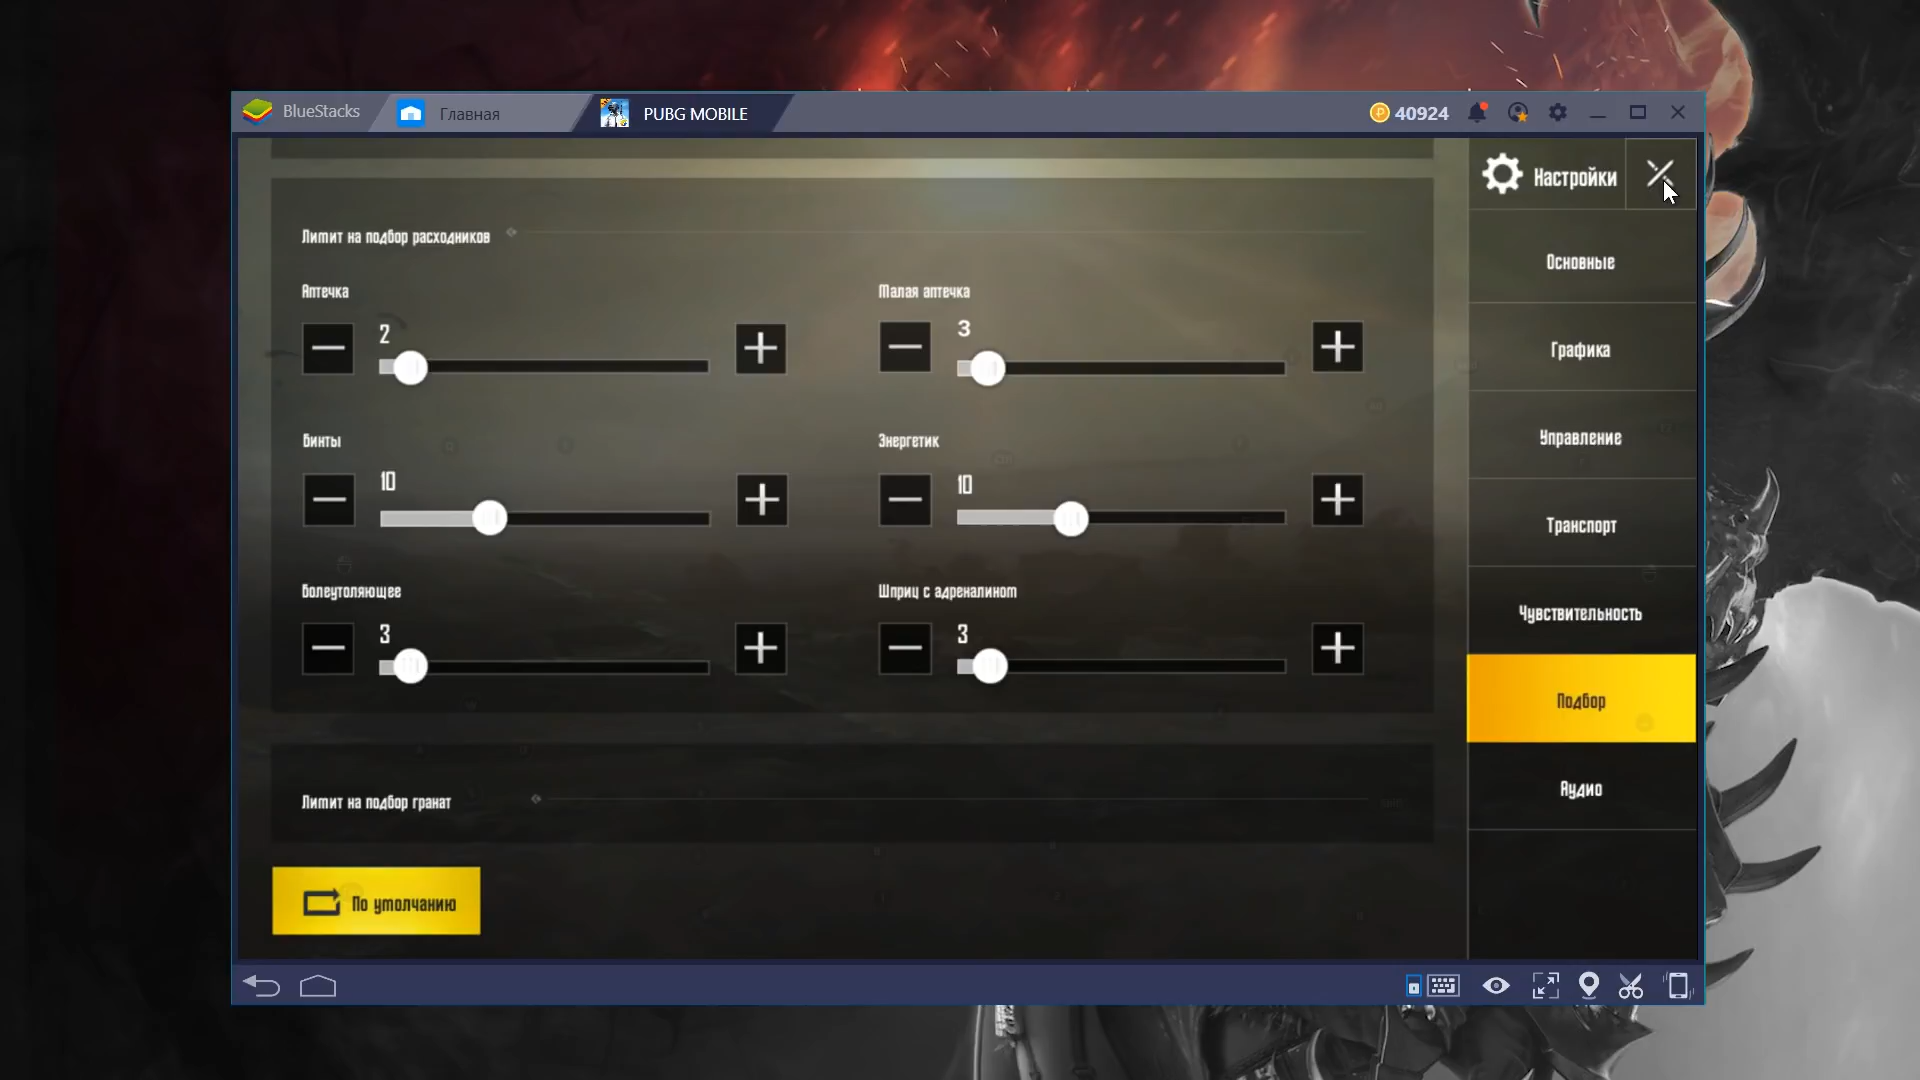 BlueStacks
Главная
PUBG MOBILE
40924
Настройки
Лимит на подбор расходников
Аптечка
Малая аптечка
2
3
Бинты
Энергетик
10
10
Болеутоляющее
Шприц с адреналином
3
3
Лимит на подбор гранат
По умолчанию
Основные
Графика
Управление
Транспорт
Чувствительность
Подбор
Аудио